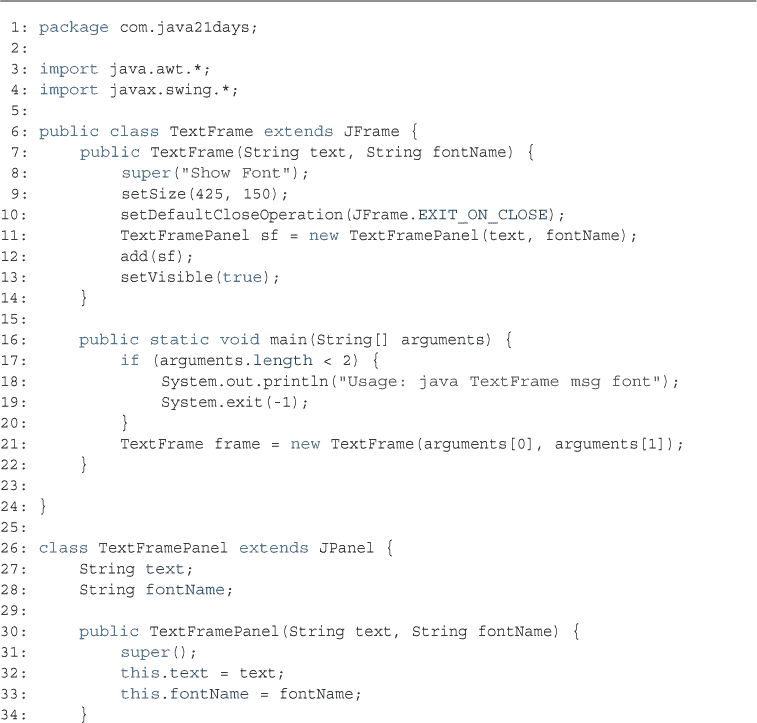 1: package com.java21days;
2:
3: import java.awt.*;
4: import javax.swing.*;
5:
6: public class TextFrame extends JFrame {
7:     public TextFrame(String text, String fontName) {
8:         super("Show Font");
9:         setSize(425, 150);
10:         setDefaultCloseOperation(JFrame.EXIT_ON_CLOSE);
11:         TextFramePanel sf = new TextFramePanel(text, fontName);
12:         add(sf);
13:         setVisible(true);
14:     }
15:
16:     public static void main(String[] arguments) {
17:         if (arguments.length < 2) {
18:             System.out.println("Usage: java TextFrame msg font");
19:             System.exit(-1);
20:         }
21:         TextFrame frame = new TextFrame(arguments[0], arguments[1]);
22:     }
23:
24: }
25:
26: class TextFramePanel extends JPanel {
27:     String text;
28:     String fontName;
29:
30:     public TextFramePanel(String text, String fontName) {
31:         super();
32:         this.text = text;
33:         this.fontName = fontName;
34:     }